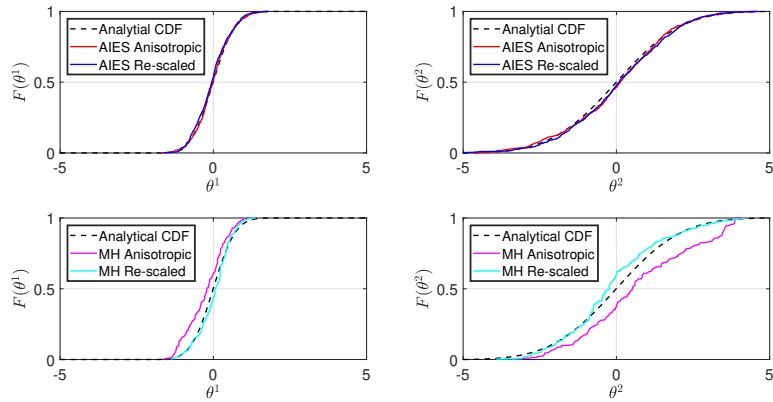 1
0.5
0
F(θ¹)
Analytial CDF
AIES Anisotropic
AIES Re-scaled
-5
0
5
θ¹
1
0.5
0
F(θ²)
Analytial CDF
AIES Anisotropic
AIES Re-scaled
-5
0
5
θ²
1
0.5
0
F(θ¹)
Analytical CDF
MH Anisotropic
MH Re-scaled
-5
0
5
θ¹
1
0.5
0
F(θ²)
Analytical CDF
MH Anisotropic
MH Re-scaled
-5
0
5
θ²